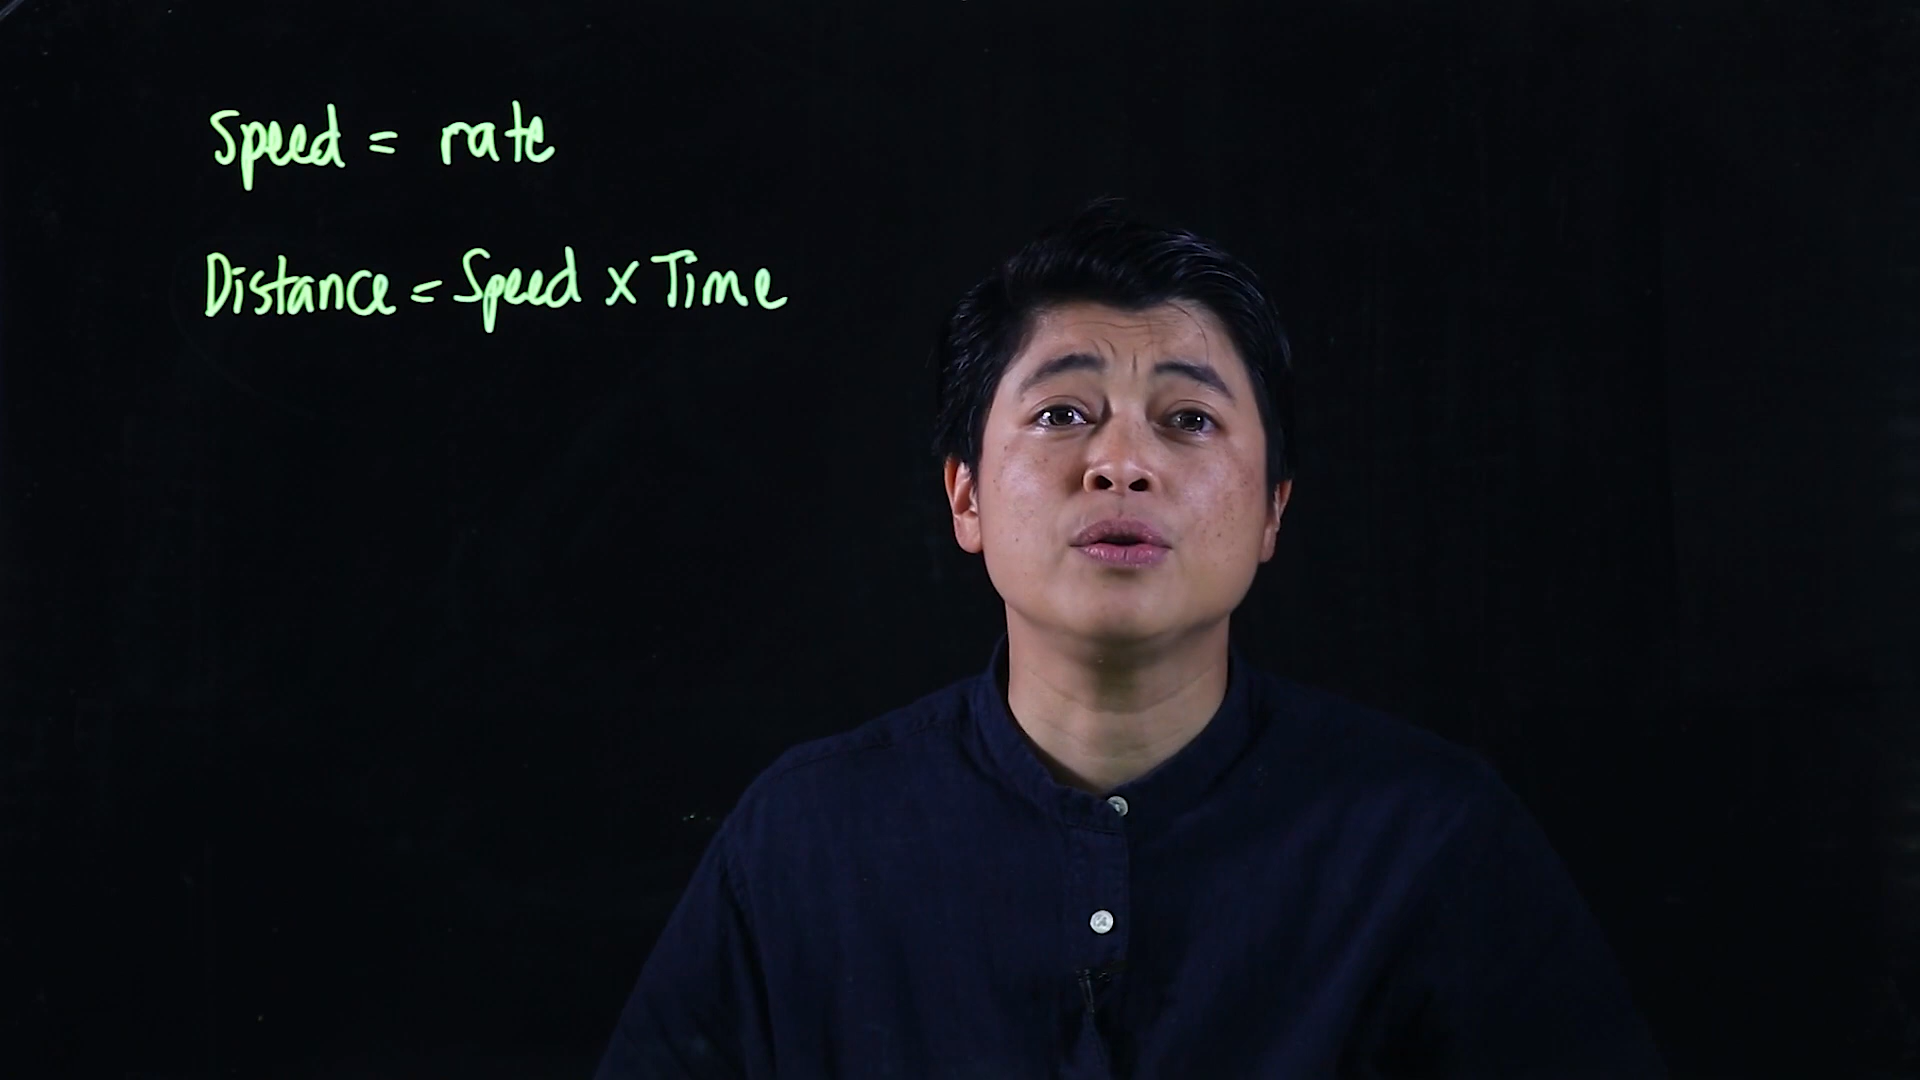 Speed = rate
Distance = Speed x Time